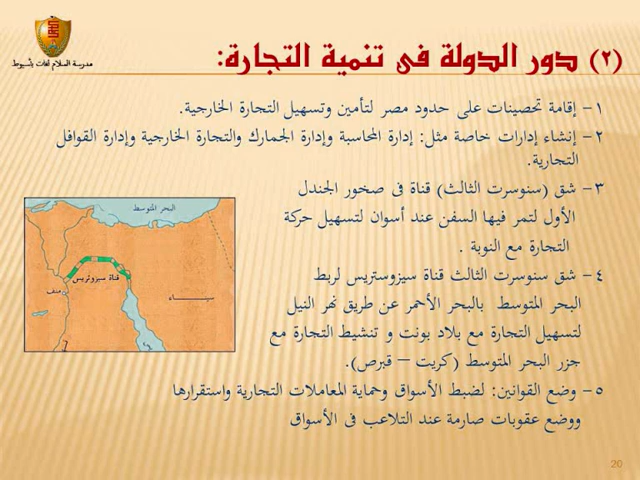 مدرسة السلام لغات بأسيوط
(٢) دور الدولة فى تنمية التجارة:
١- إقامة تحصينات على حدود مصر لتأمين وتسهيل التجارة الخارجية.
٢- إنشاء إدارات خاصة مثل: إدارة المحاسبة وإدارة الجمارك والتجارة الخارجية وإدارة القوافل
التجارية.
٣- شق (سنوسرت الثالث) قناة فى صخور الجندل
الأول لتمر فيها السفن عند أسوان لتسهيل حركة
التجارة مع النوبة .
٤- شق سنوسرت الثالث قناة سيزوستريس لربط
البحر المتوسط بالبحر الأحمر عن طريق نهر النيل
لتسهيل التجارة مع بلاد بونت و تنشيط التجارة مع
جزر البحر المتوسط (كريت – قبرص).
٥- وضع القوانين: لضبط الأسواق وحماية المعاملات التجارية واستقرارها
ووضع عقوبات صارمة عند التلاعب فى الأسواق
البحر المتوسط
قناة سيزوتريس
منف
سيناء
20